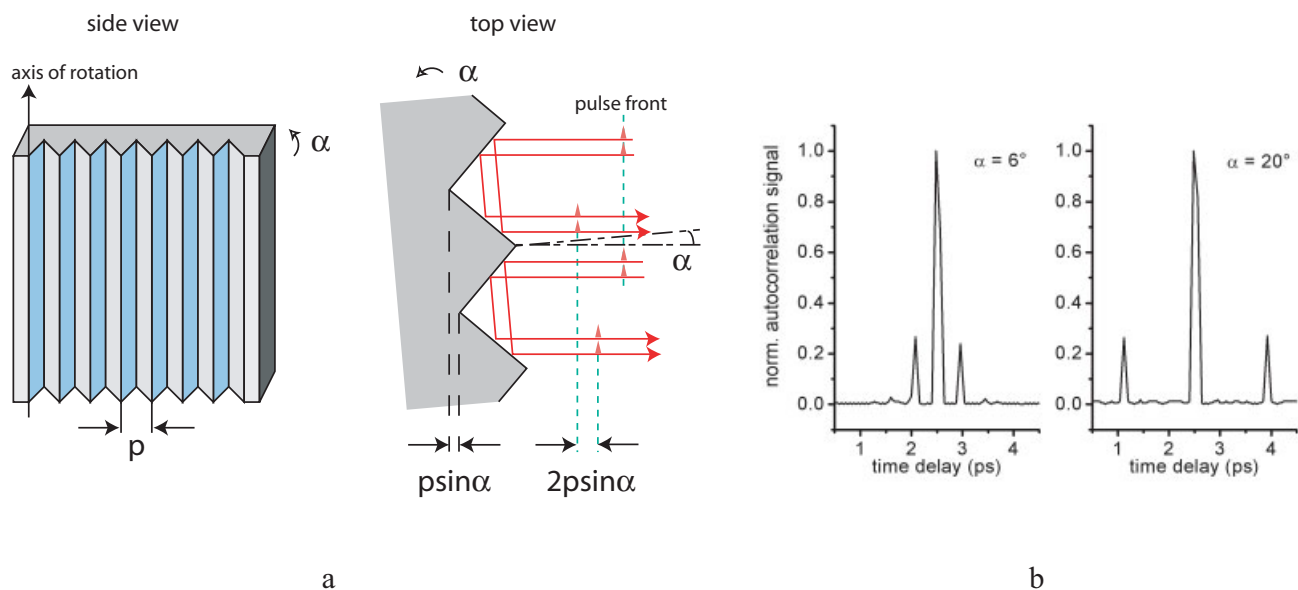 side view
top view
axis of rotation
α
α
pulse front
α
p
psinα
2psinα
norm. autocorrelation signal
1.0
0.8
0.6
0.4
0.2
0.0
α = 6°
1 2 3 4
time delay (ps)
1.0
0.8
0.6
0.4
0.2
0.0
α = 20°
1 2 3 4
time delay (ps)
a
b